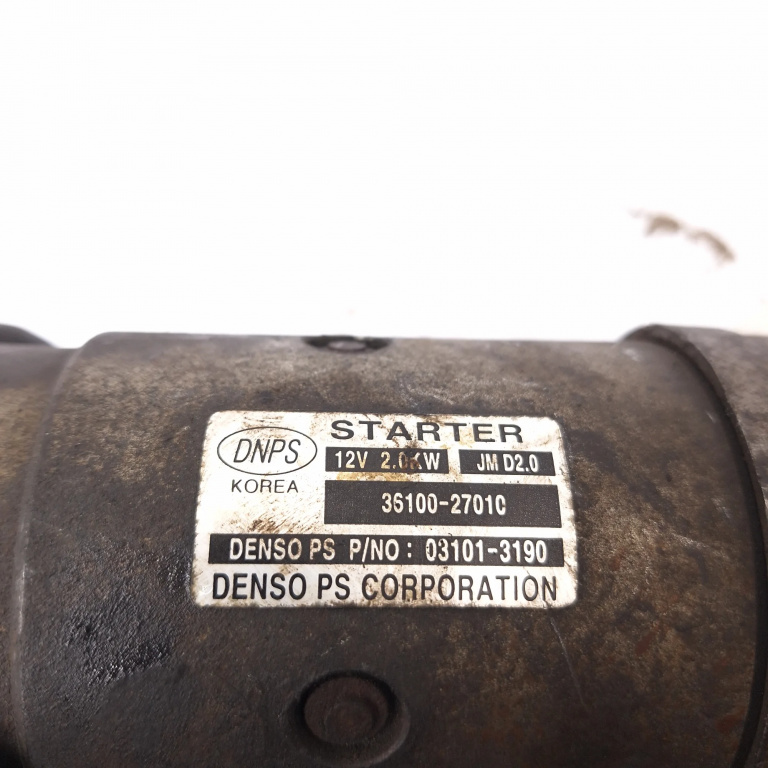 STARTER
DNPS
12V 2.0KW JM D2.0
KOREA
36100-2701C
DENSO PS P/NO: 03101-3190
DENSO PS CORPORATION